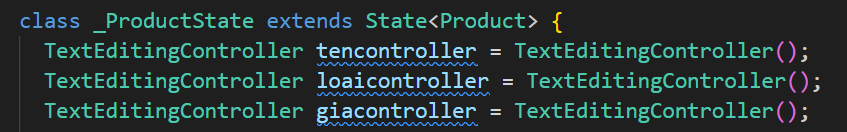 class _ProductState extends State<Product> {
TextEditingController tencontroller = TextEditingController();
TextEditingController loaicontroller = TextEditingController();
TextEditingController giacontroller = TextEditingController();